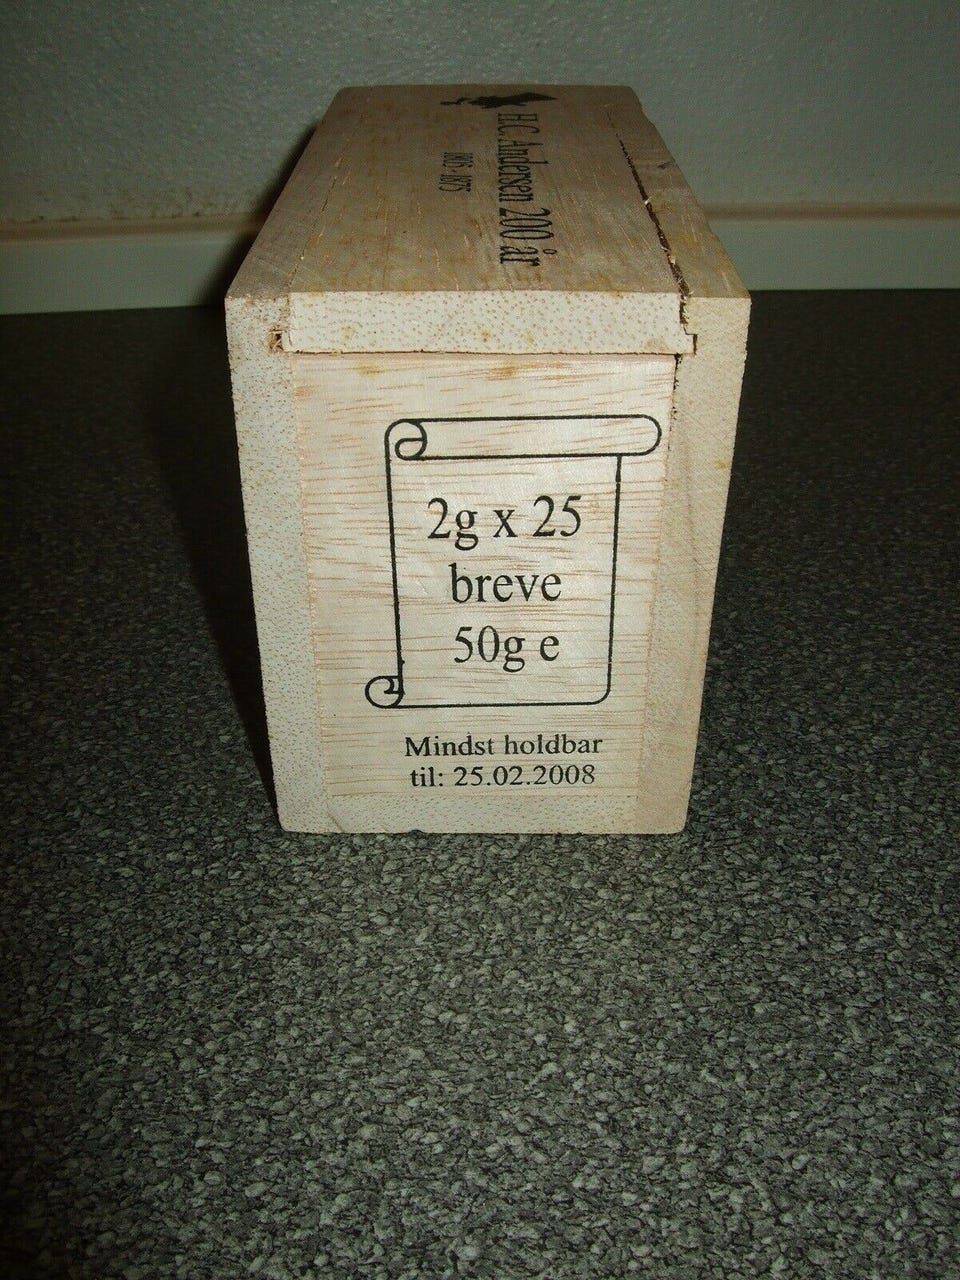 H.C. Andersen 200 år
1805 - 1875
2g x 25
breve
50g e
Mindst holdbar
til: 25.02.2008